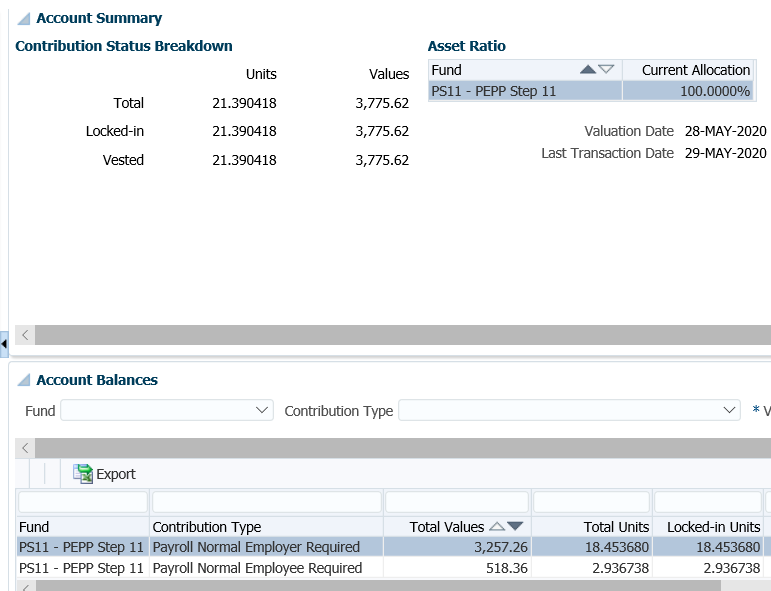 Account Summary
Contribution Status Breakdown
Units Values
Total 21.390418 3,775.62
Locked-in 21.390418 3,775.62
Vested 21.390418 3,775.62
Asset Ratio
Fund Current Allocation
PS11 - PEPP Step 11 100.0000%
Valuation Date 28-MAY-2020
Last Transaction Date 29-MAY-2020
Account Balances
Fund Contribution Type * V
Export
Fund Contribution Type Total Values Total Units Locked-in Units
PS11 - PEPP Step 11 Payroll Normal Employer Required 3,257.26 18.453680 18.453680
PS11 - PEPP Step 11 Payroll Normal Employee Required 518.36 2.936738 2.936738